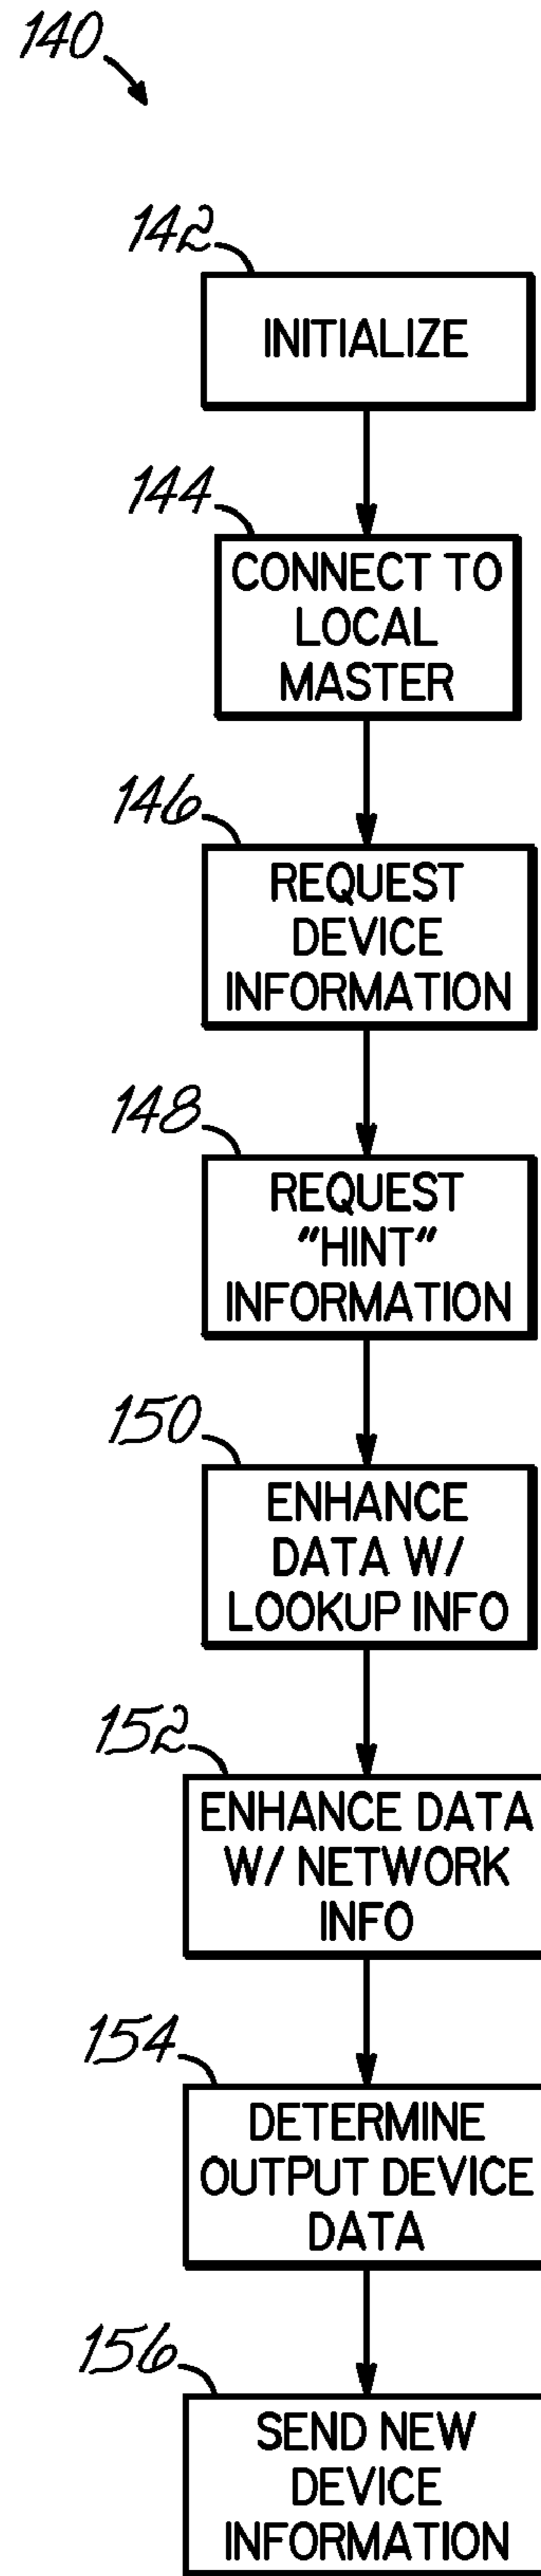 140
142
INITIALIZE
144
CONNECT TO
LOCAL
MASTER
146
REQUEST
DEVICE
INFORMATION
148
REQUEST
"HINT"
INFORMATION
150
ENHANCE
DATA W/
LOOKUP INFO
152
ENHANCE DATA
W/ NETWORK
INFO
154
DETERMINE
OUTPUT DEVICE
DATA
156
SEND NEW
DEVICE
INFORMATION